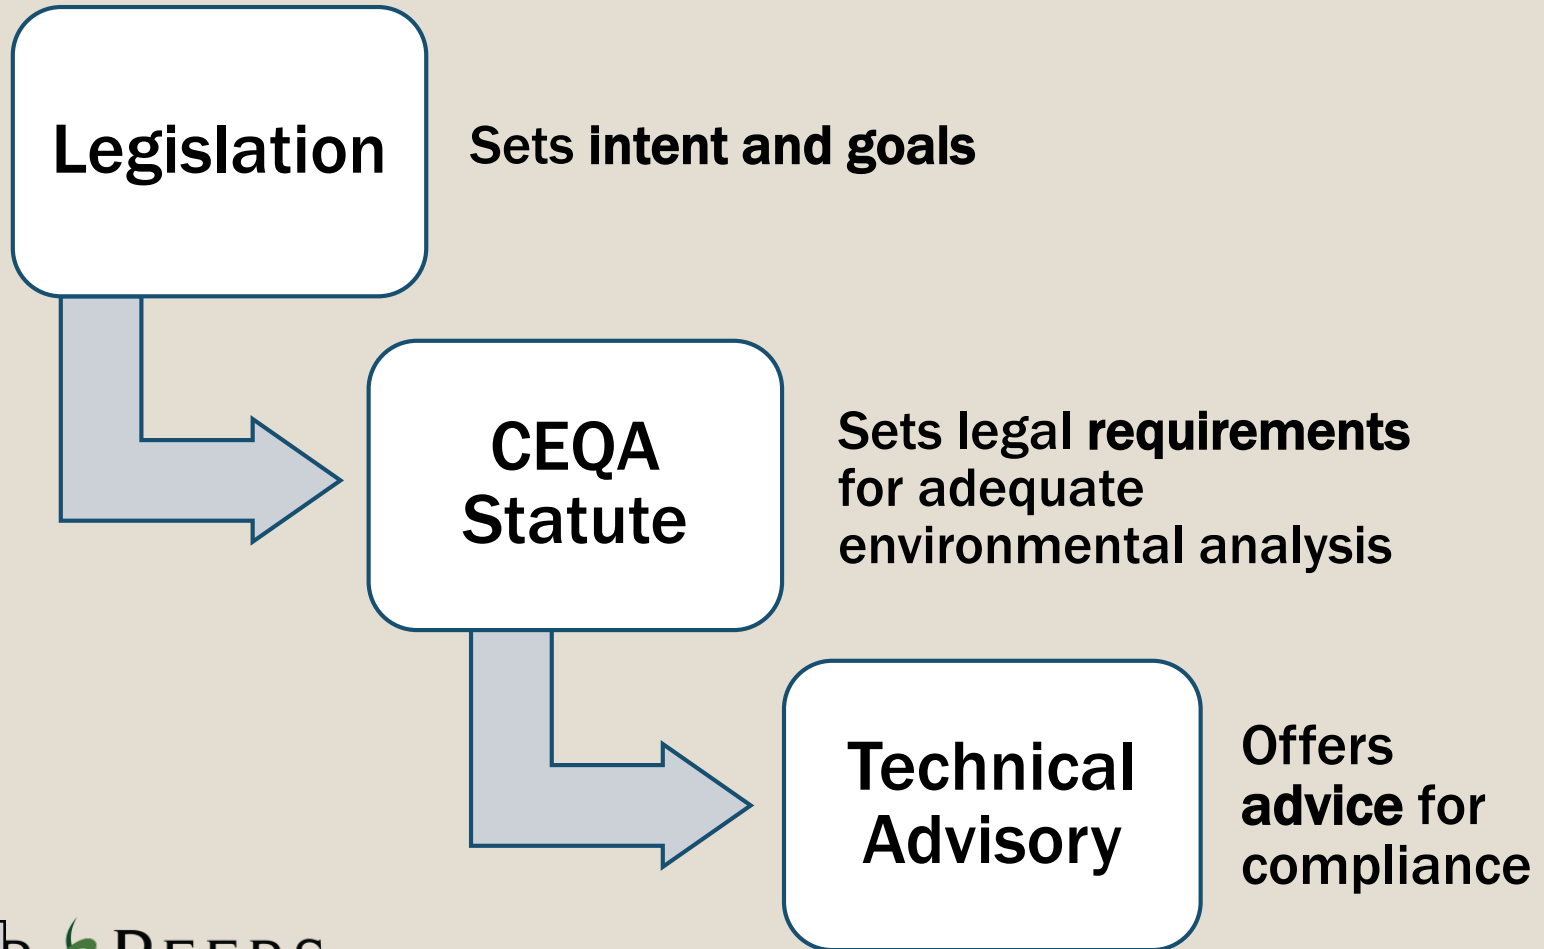 Legislation
Sets intent and goals
CEQA
Statute
Sets legal requirements
for adequate
environmental analysis
Technical
Advisory
Offers
advice for
compliance